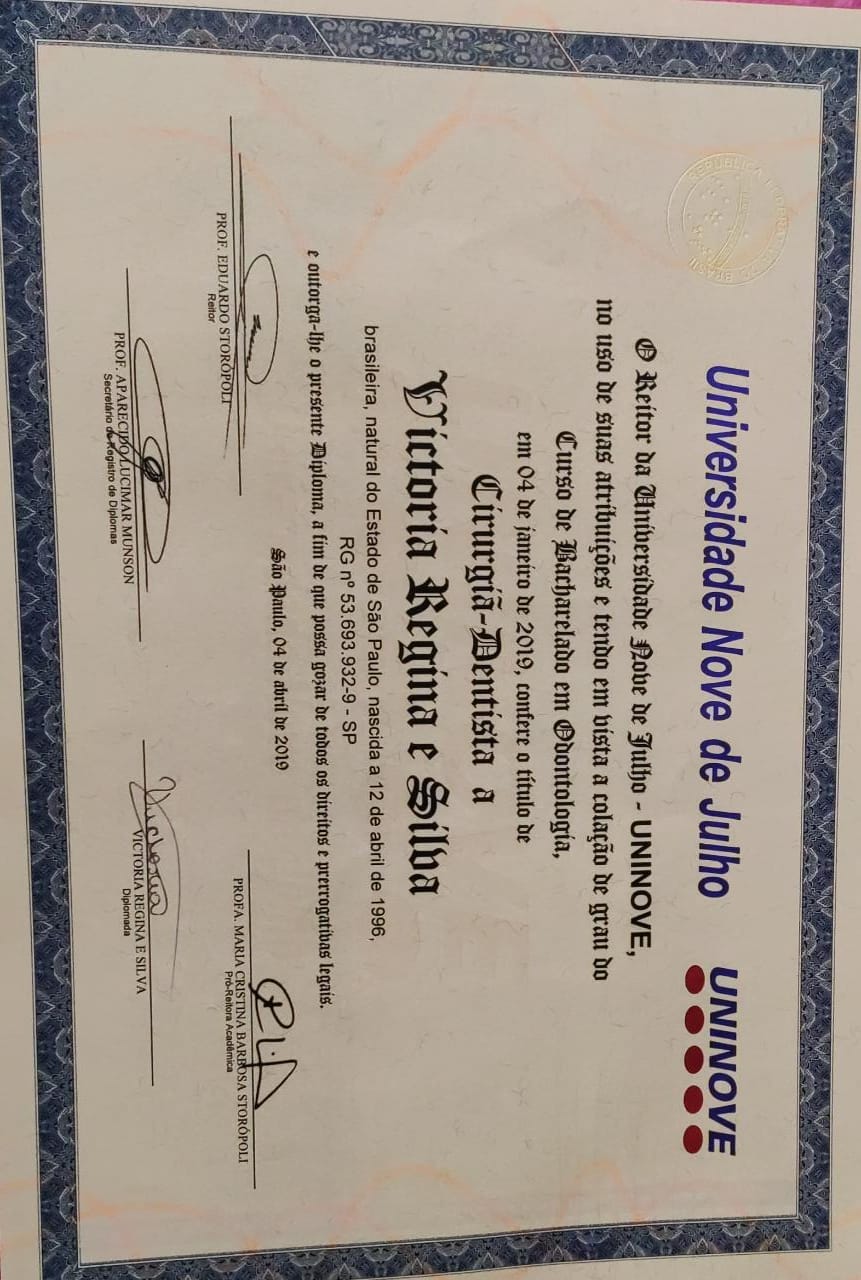 Universidade Nove de Julho
UNINOVE
O Reitor da Universidade Nove de Julho - UNINOVE,
no uso de suas atribuições e tendo em vista a colação de grau do
Curso de Bacharelado em Odontologia,
em 04 de janeiro de 2019, confere o título de
Cirurgiã-Dentista a
Victoria Regina e Silva
brasileira, natural do Estado de São Paulo, nascida a 12 de abril de 1996,
RG nº 53.693.932-9 - SP
e outorga-lhe o presente Diploma, a fim de que possa gozar de todos os direitos e prerrogativas legais.
São Paulo, 04 de abril de 2019
PROF. EDUARDO STORÓPOLI
Reitor
PROFA. MARIA CRISTINA BARBOSA STORÓPOLI
Pró-Reitora Acadêmica
PROF. APARECIDO LUCIMAR MUNSON
Secretário de Registro de Diplomas
VICTORIA REGINA E SILVA
Diplomada